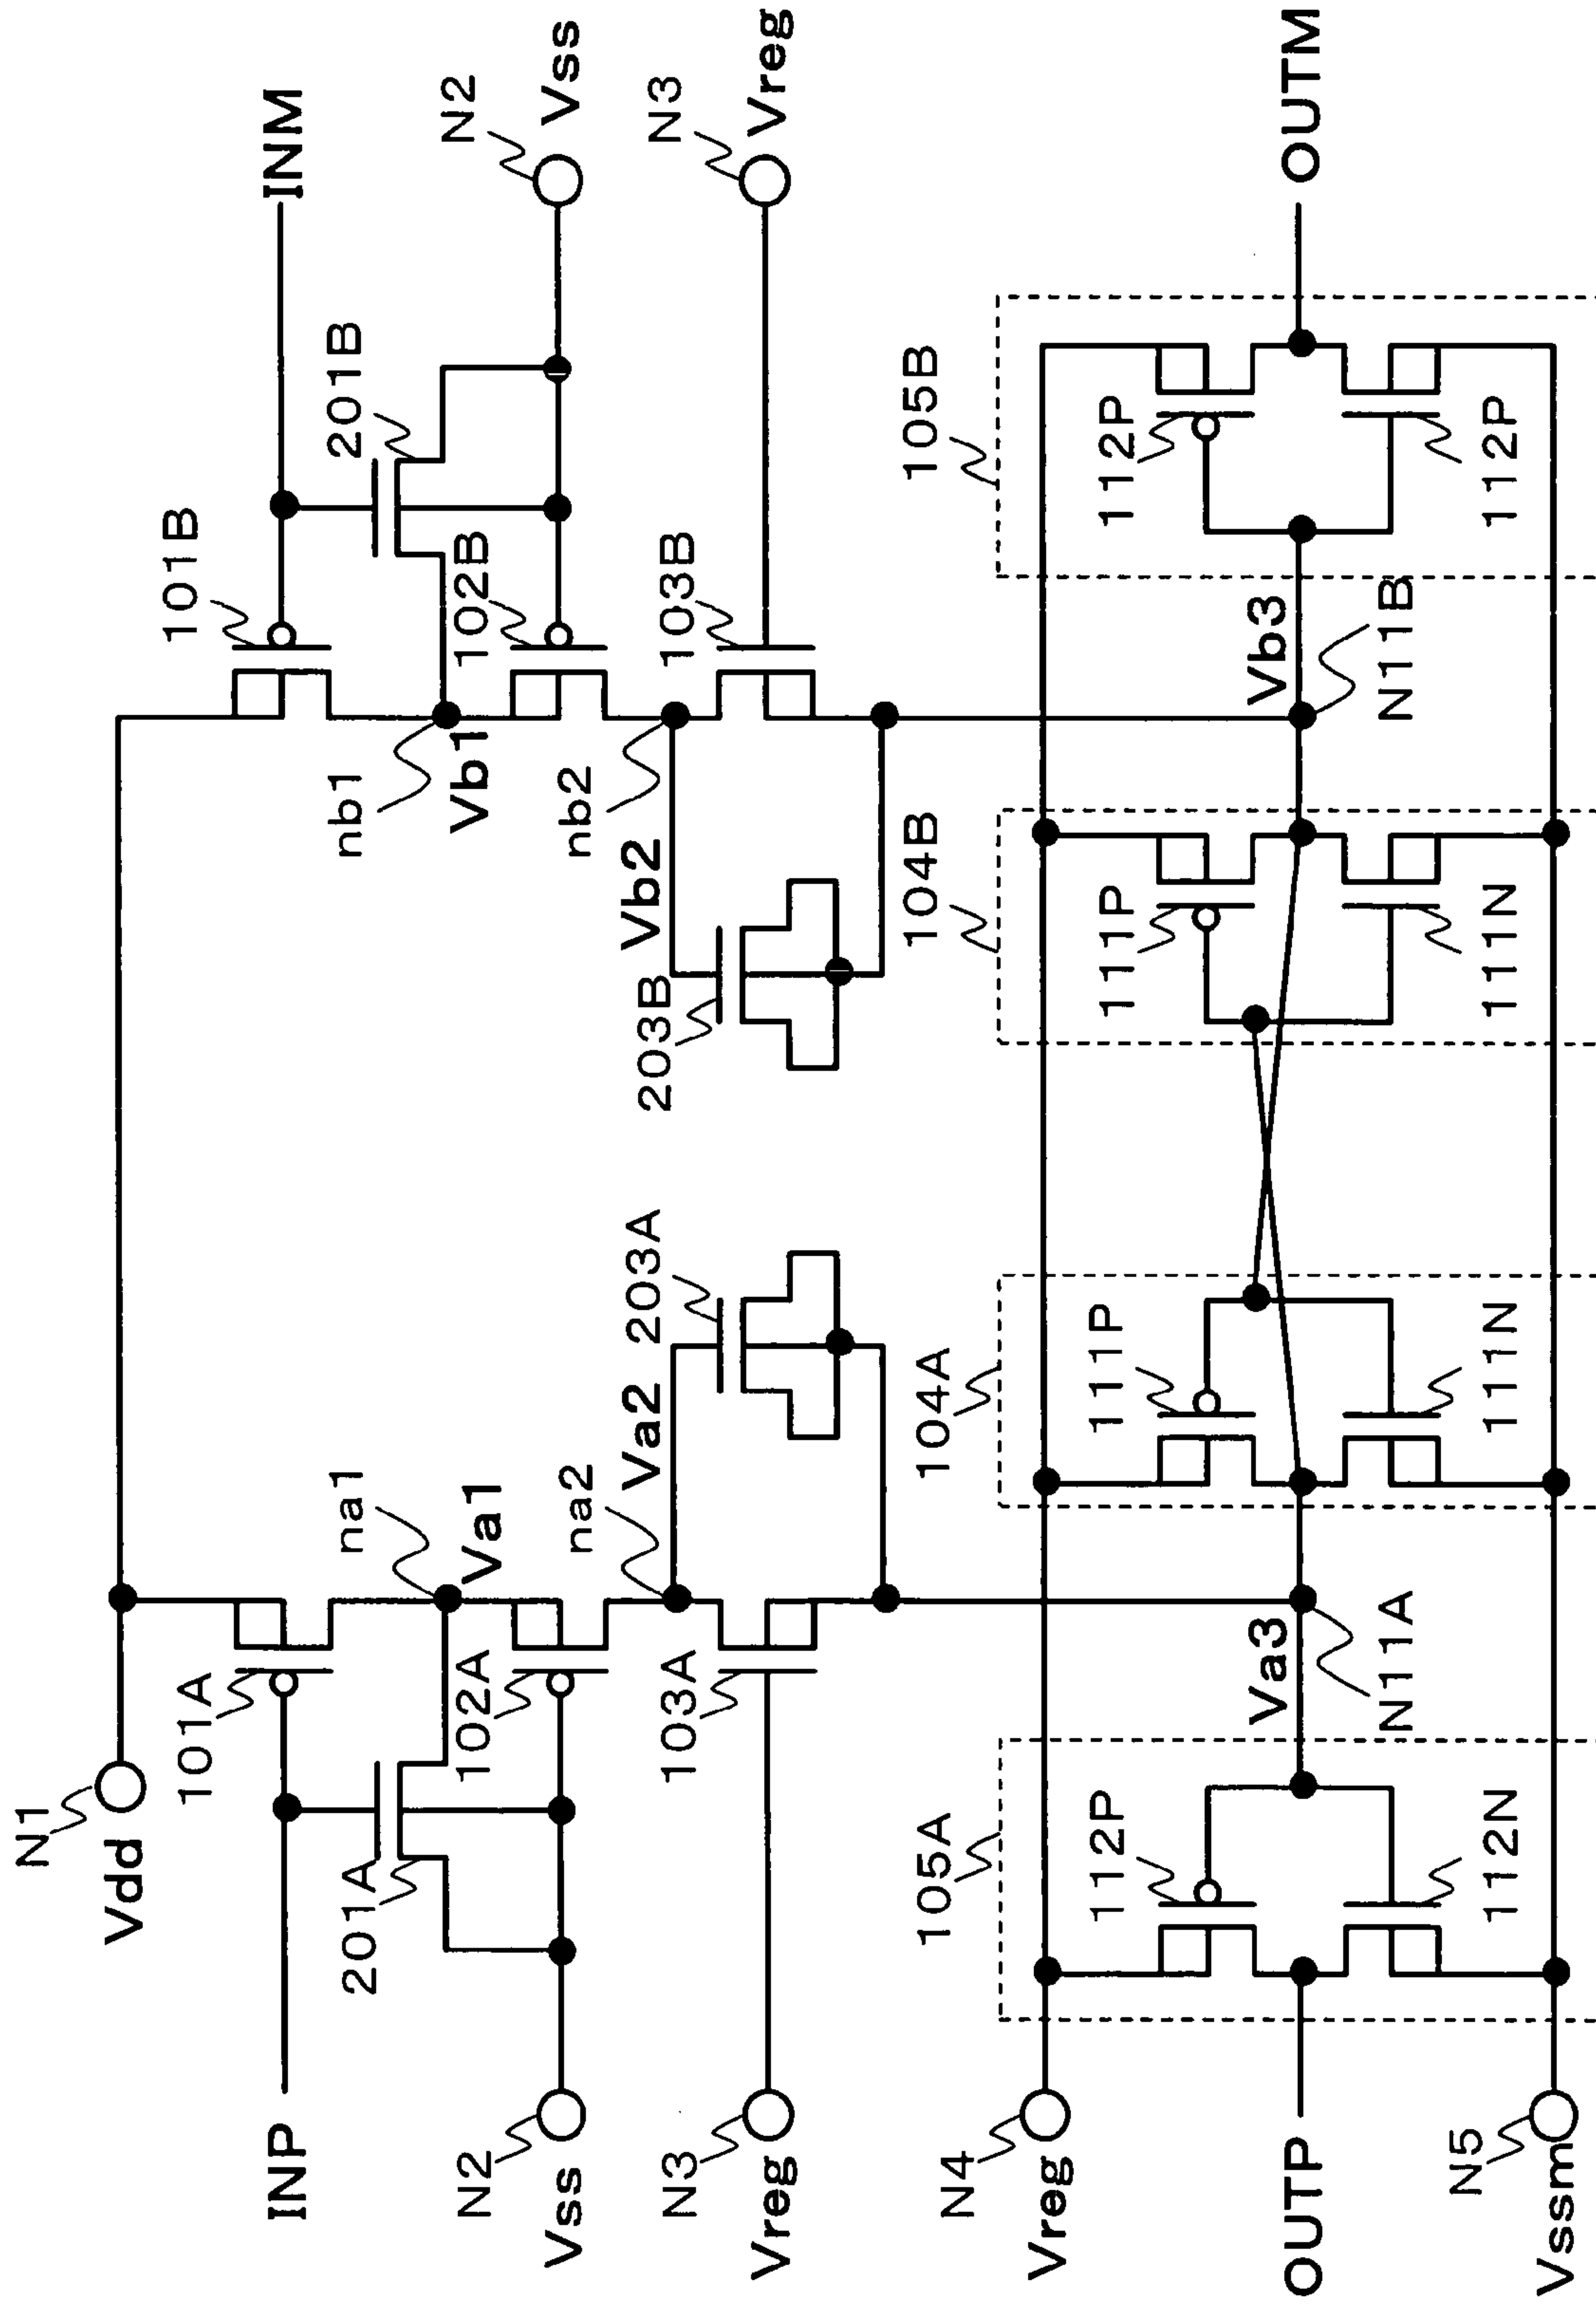 N1
Vdd
101A
101B
INP
INM
201A
na1
nb1
201B
N2
102A
Va1
Vb1
102B
N2
Vss
na2
nb2
Vss
N3
103A
Va2
203A
203B
Vb2
103B
N3
Vreg
Vreg
105A
104A
104B
105B
N4
Vreg
112P
111P
111P
112P
OUTP
Va3
Vb3
OUTM
N11A
N11B
N5
112N
111N
111N
112P
Vssm